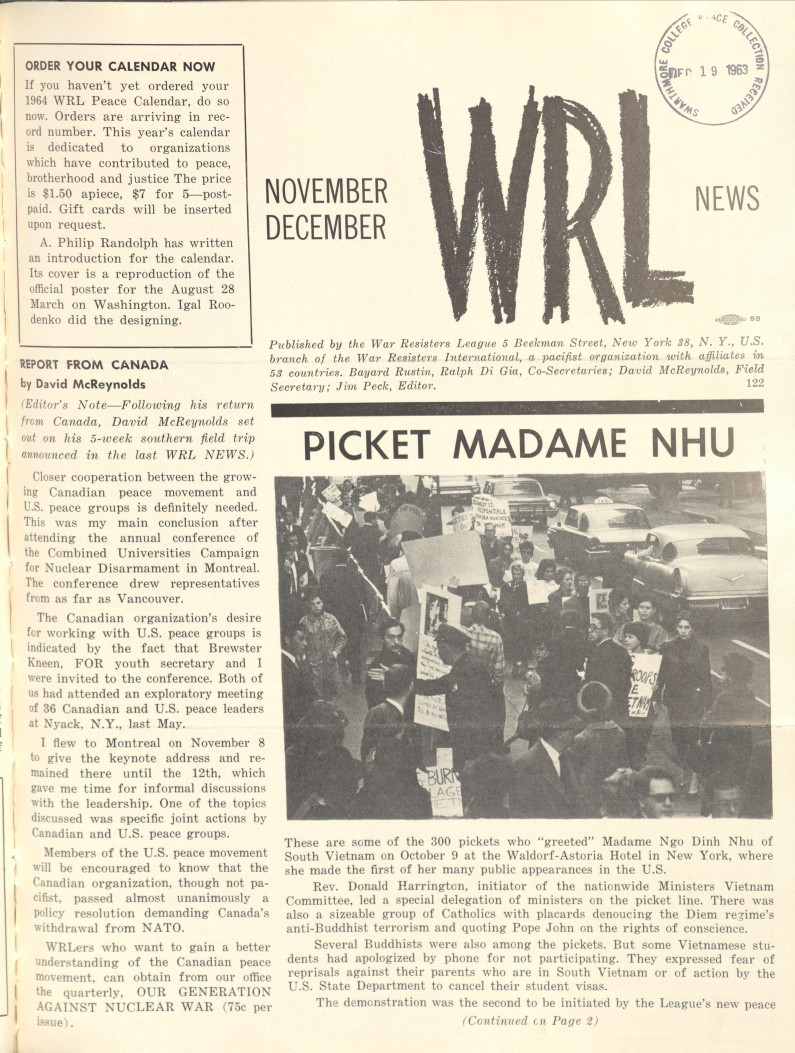 ORDER YOUR CALENDAR NOW
If you haven't yet ordered your
1964 WRL Peace Calendar, do so
now. Orders are arriving in rec-
ord number. This year's calendar
is dedicated to organizations
which have contributed to peace,
brotherhood and justice The price
is $1.50 apiece, $7 for 5—post-
paid. Gift cards will be inserted
upon request.
A. Philip Randolph has written
an introduction for the calendar.
Its cover is a reproduction of the
official poster for the August 28
March on Washington. Igal Roo-
denko did the designing.
SWARTHMORE COLLEGE PEACE COLLECTION
DEC 19 1963
RECEIVED
NOVEMBER
DECEMBER
WRL
NEWS
98
Published by the War Resisters League 5 Beekman Street, New York 38, N. Y., U.S.
branch of the War Resisters International, a pacifist organization with affiliates in
53 countries. Bayard Rustin, Ralph Di Gia, Co-Secretaries; David McReynolds, Field
Secretary; Jim Peck, Editor. 122
REPORT FROM CANADA
by David McReynolds
(Editor's Note—Following his return
from Canada, David McReynolds set
out on his 5-week southern field trip
announced in the last WRL NEWS.)
Closer cooperation between the grow-
ing Canadian peace movement and
U.S. peace groups is definitely needed.
This was my main conclusion after
attending the annual conference of
the Combined Universities Campaign
for Nuclear Disarmament in Montreal.
The conference drew representatives
from as far as Vancouver.
The Canadian organization's desire
for working with U.S. peace groups is
indicated by the fact that Brewster
Kneen, FOR youth secretary and I
were invited to the conference. Both of
us had attended an exploratory meeting
of 36 Canadian and U.S. peace leaders
at Nyack, N.Y., last May.
I flew to Montreal on November 8
to give the keynote address and re-
mained there until the 12th, which
gave me time for informal discussions
with the leadership. One of the topics
discussed was specific joint actions by
Canadian and U.S. peace groups.
Members of the U.S. peace movement
will be encouraged to know that the
Canadian organization, though not pa-
cifist, passed almost unanimously a
policy resolution demanding Canada's
withdrawal from NATO.
WRLers who want to gain a better
understanding of the Canadian peace
movement, can obtain from our office
the quarterly, OUR GENERATION
AGAINST NUCLEAR WAR (75c per
issue).
PICKET MADAME NHU
ROOPS
BURN
These are some of the 300 pickets who "greeted" Madame Ngo Dinh Nhu of
South Vietnam on October 9 at the Waldorf-Astoria Hotel in New York, where
she made the first of her many public appearances in the U.S.
Rev. Donald Harrington, initiator of the nationwide Ministers Vietnam
Committee, led a special delegation of ministers on the picket line. There was
also a sizeable group of Catholics with placards denoucing the Diem regime's
anti-Buddhist terrorism and quoting Pope John on the rights of conscience.
Several Buddhists were also among the pickets. But some Vietnamese stu-
dents had apologized by phone for not participating. They expressed fear of
reprisals against their parents who are in South Vietnam or of action by the
U.S. State Department to cancel their student visas.
The demonstration was the second to be initiated by the League's new peace
(Continued on Page 2)